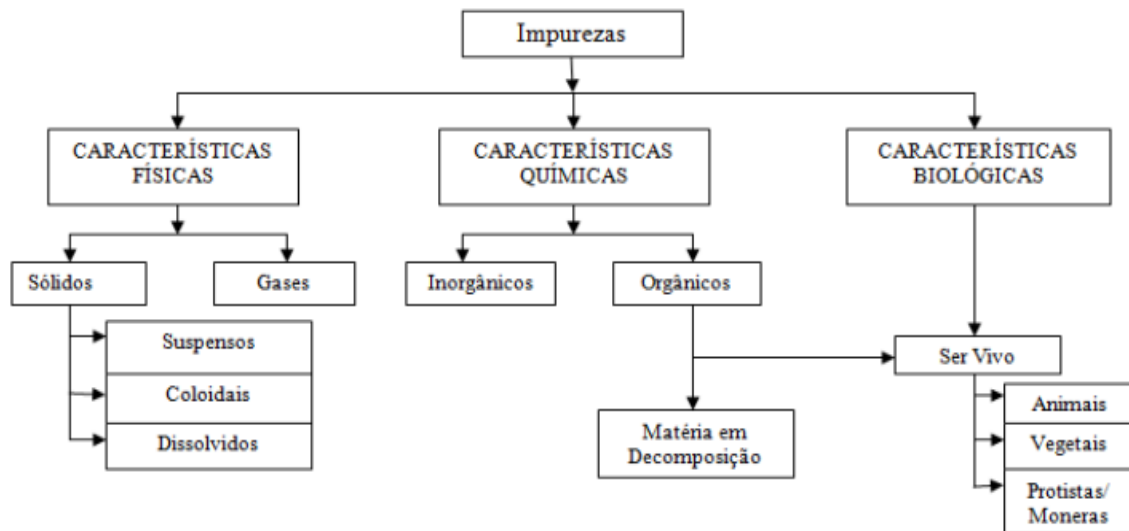 Impurezas
CARACTERÍSTICAS
FÍSICAS
CARACTERÍSTICAS
QUÍMICAS
CARACTERÍSTICAS
BIOLÓGICAS
Sólidos
Gases
Inorgânicos
Orgânicos
Suspensos
Coloidais
Dissolvidos
Ser Vivo
Matéria em
Decomposição
Animais
Vegetais
Protistas/
Moneras